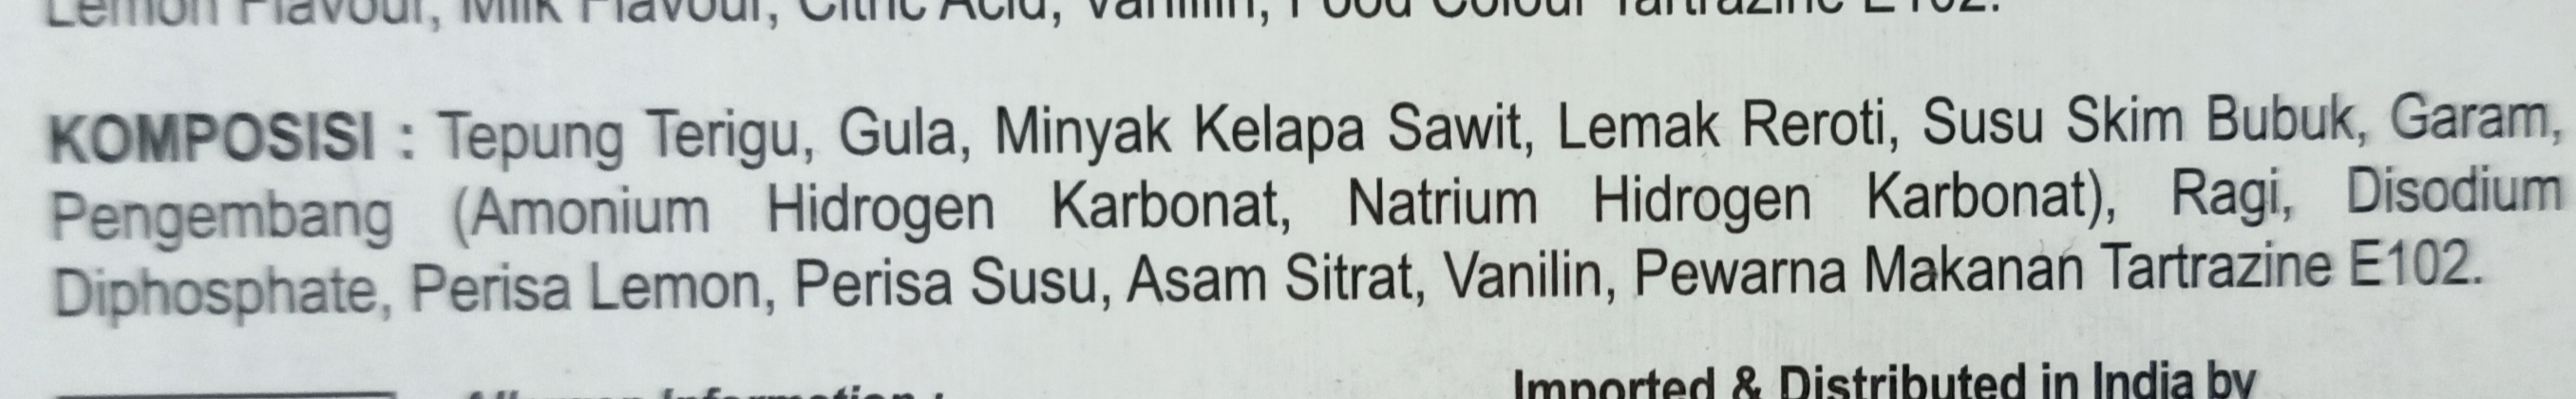 Lemon Flavour, Milk Flavour, Citric Acid, Vanillin, Food Colour Tartrazine E102.
KOMPOSISI : Tepung Terigu, Gula, Minyak Kelapa Sawit, Lemak Reroti, Susu Skim Bubuk, Garam,
Pengembang (Amonium Hidrogen Karbonat, Natrium Hidrogen Karbonat), Ragi, Disodium
Diphosphate, Perisa Lemon, Perisa Susu, Asam Sitrat, Vanilin, Pewarna Makanan Tartrazine E102.
Allergen Information :
Imported & Distributed in India by